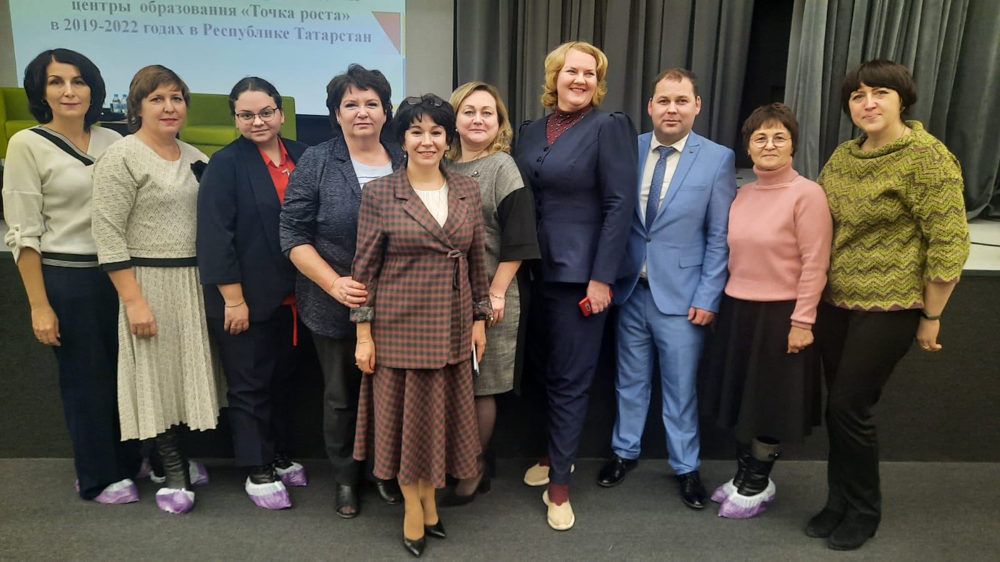 центры образования «Точка роста»
в 2019-2022 годах в Республике Татарстан